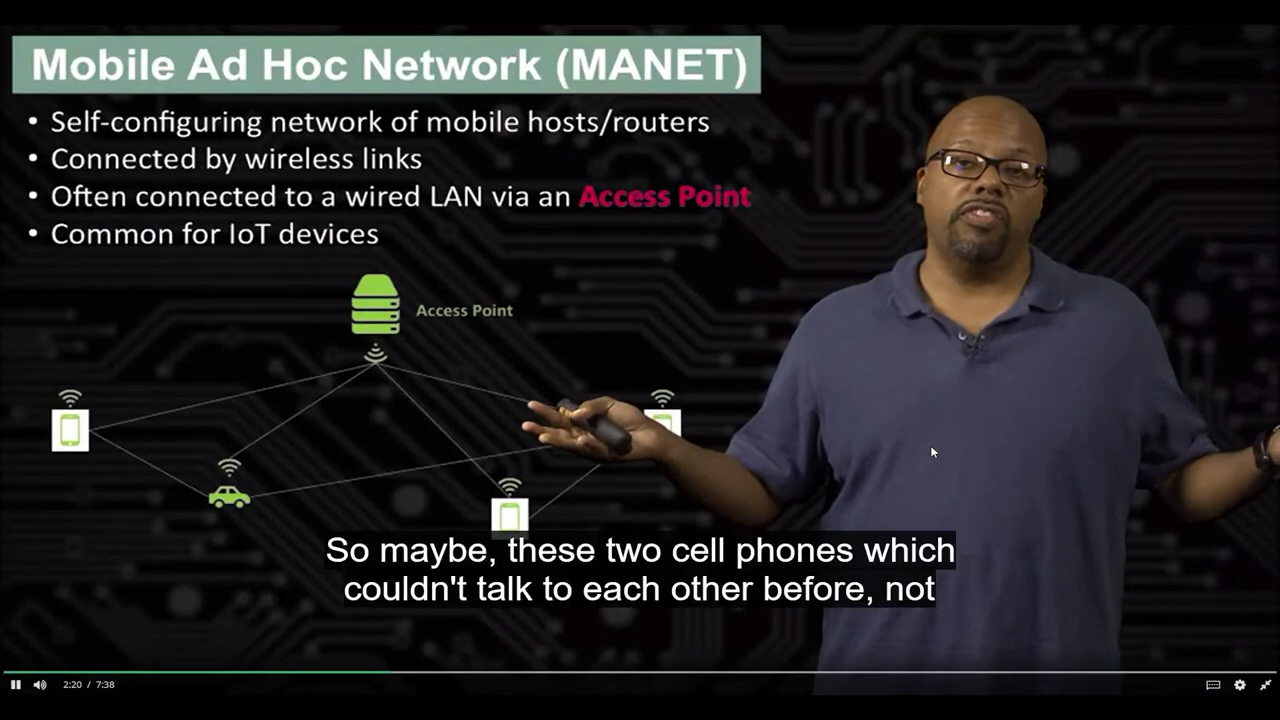 Mobile Ad Hoc Network (MANET)
• Self-configuring network of mobile hosts/routers
• Connected by wireless links
• Often connected to a wired LAN via an Access Point
• Common for IoT devices
Access Point
So maybe, these two cell phones which
couldn't talk to each other before, not
2:20 / 7:38